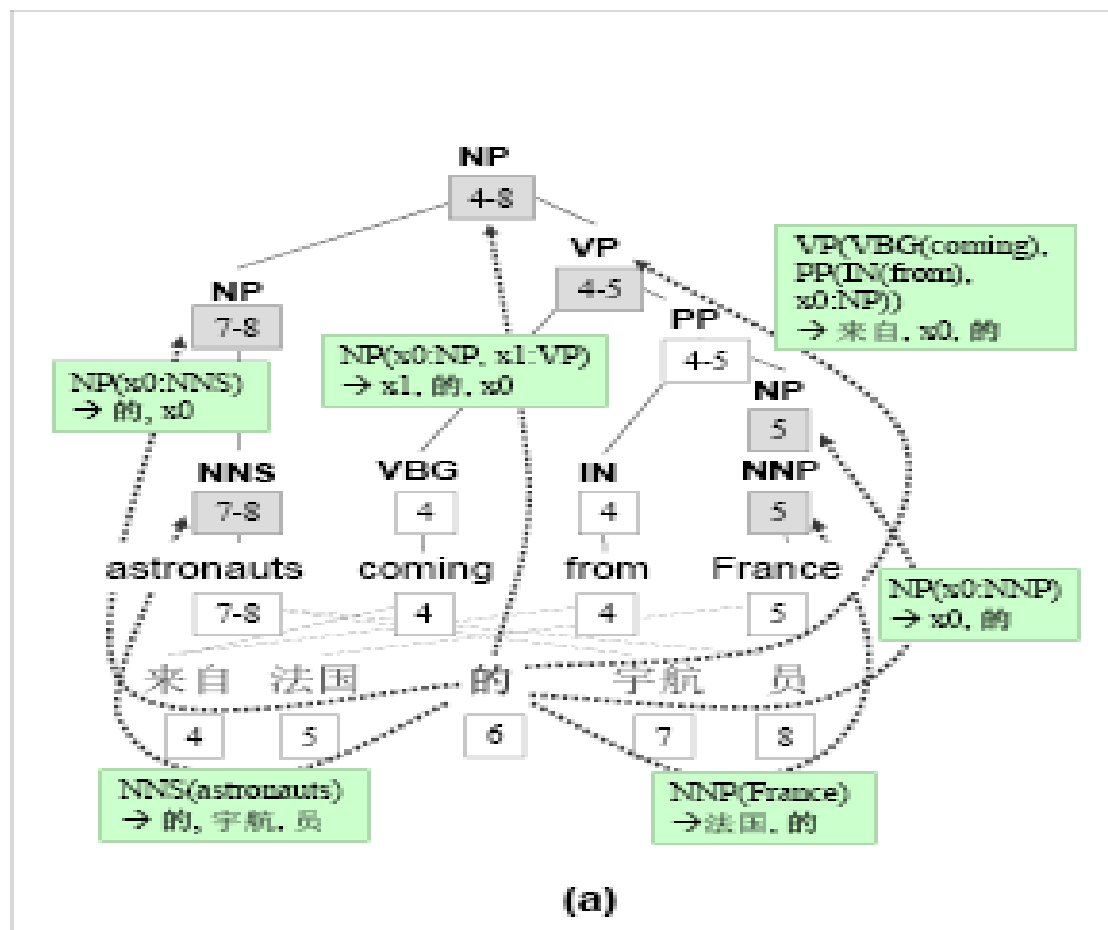 NP
4-8
VP
4-5
VP(VBG(coming),
PP(IN(from),
x0:NP))
→ 来自, x0, 的
NP
7-8
PP
4-5
NP(x0:NNS)
→ 的, x0
NP(x0:NP, x1:VP)
→ x1, 的, x0
NP
5
NNS
VBG
IN
NNP
7-8
4
4
5
astronauts
coming
from
France
7-8
4
4
5
NP(x0:NNP)
→ x0, 的
来自
法国
的
宇航
员
4
5
6
7
8
NNS(astronauts)
→ 的, 宇航, 员
NNP(France)
→法国, 的
(a)